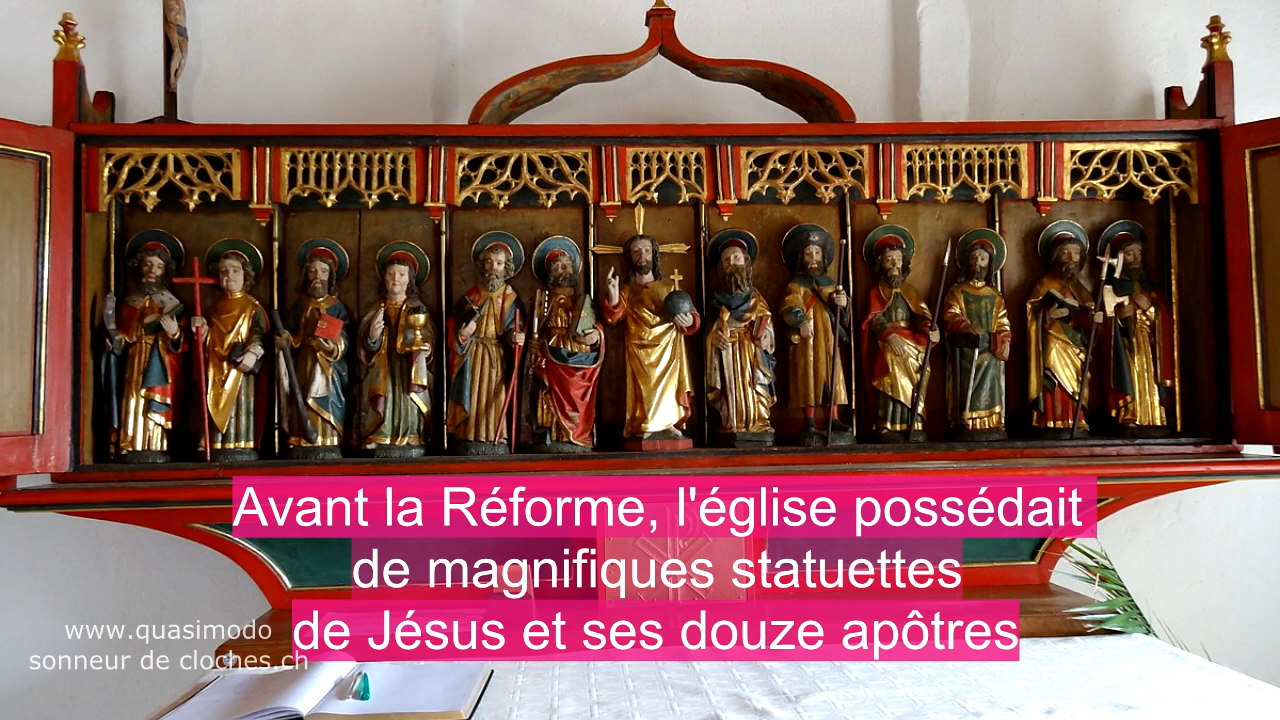 Avant la Réforme, l'église possédait
de magnifiques statuettes
de Jésus et ses douze apôtres
www.quasimodo
sonneur de cloches.ch